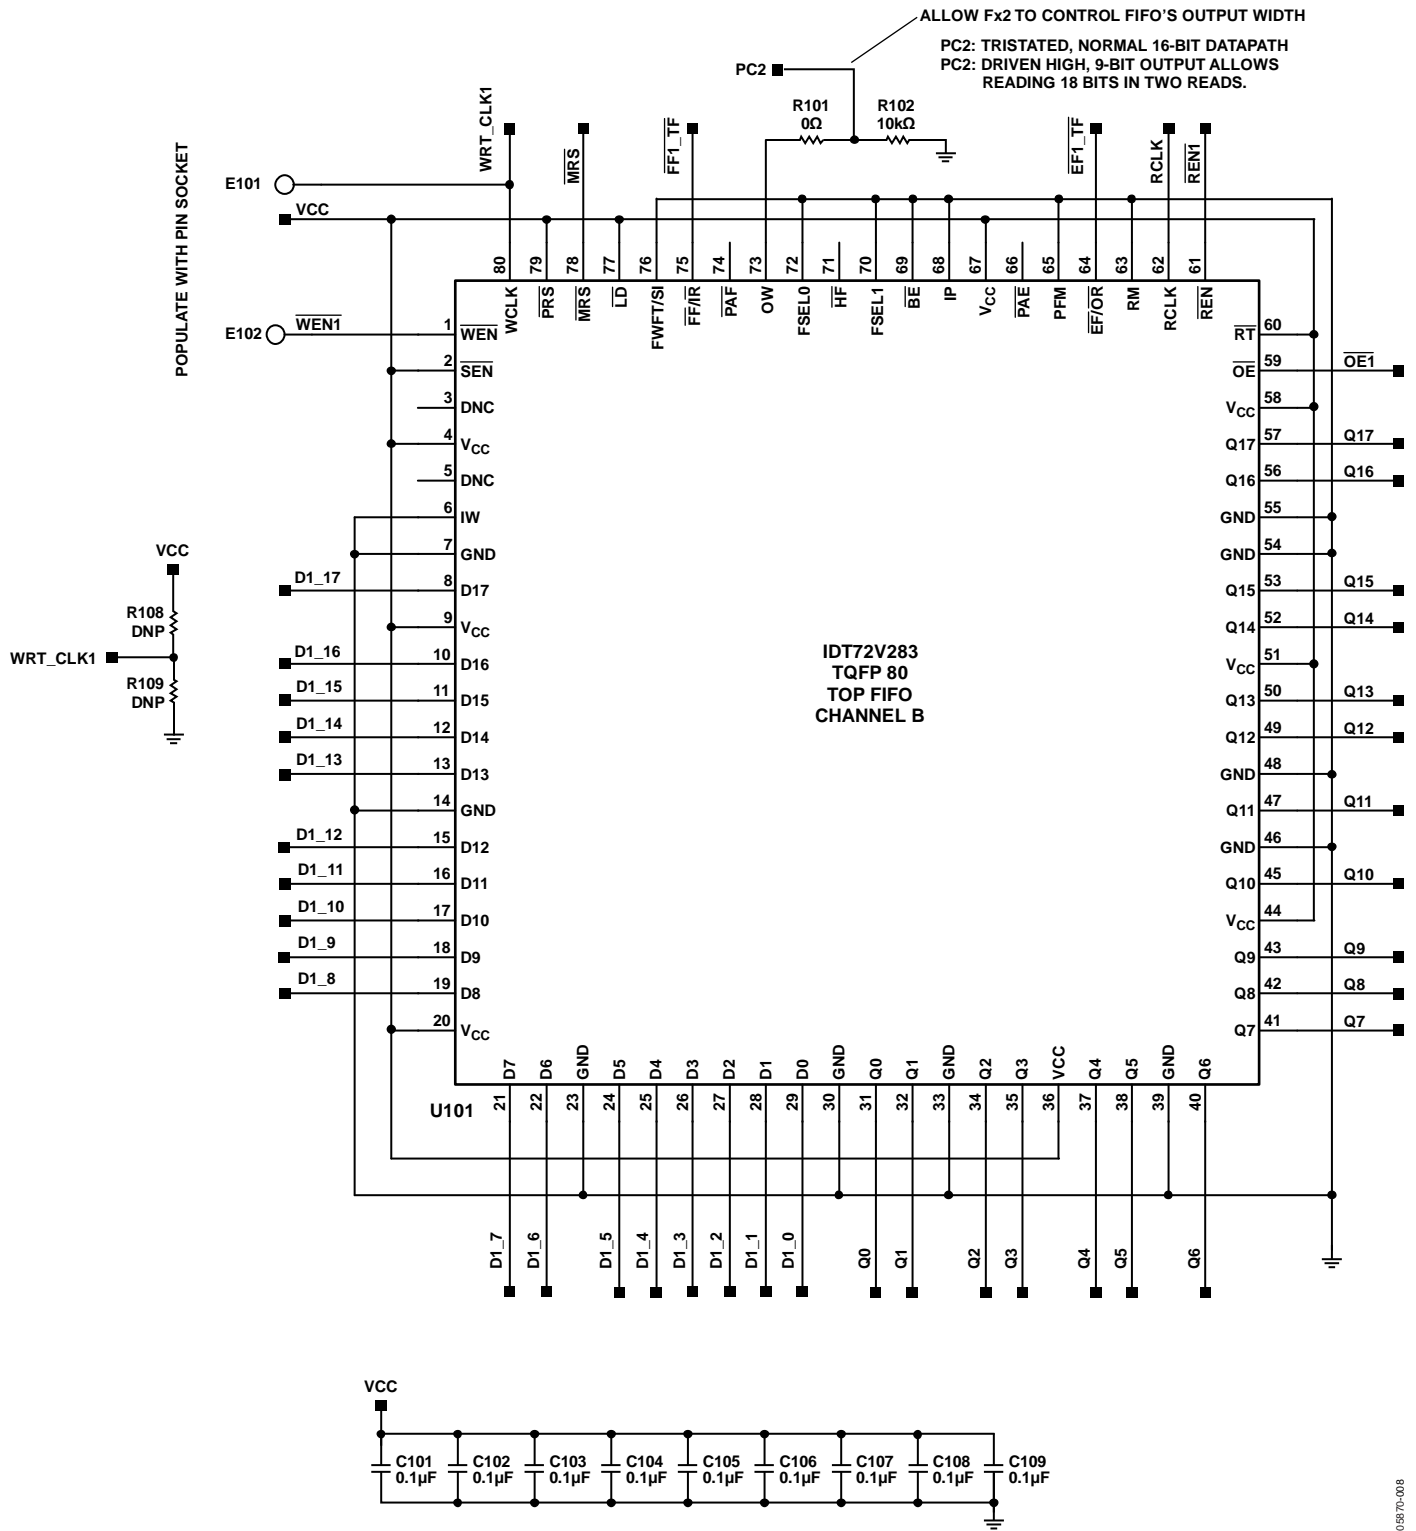 ALLOW Fx2 TO CONTROL FIFO'S OUTPUT WIDTH
PC2: TRISTATED, NORMAL 16-BIT DATAPATH
PC2: DRIVEN HIGH, 9-BIT OUTPUT ALLOWS
READING 18 BITS IN TWO READS.
PC2
R101
0Ω
R102
10kΩ
POPULATE WITH PIN SOCKET
WRT_CLK1
MRS
FF1_TF
EF1_TF
RCLK
REN1
E101
VCC
E102
WEN1
80 79 78 77 76 75 74 73 72 71 70 69 68 67 66 65 64 63 62 61
WCLK PRS MRS LD FWFT/SI FF/IR PAF OW FSEL0 HF FSEL1 BE IP VCC PAE PFM EF/OR RM RCLK REN
1 WEN
2 SEN
3 DNC
4 VCC
5 DNC
6 IW
7 GND
D1_17 8 D17
9 VCC
D1_16 10 D16
D1_15 11 D15
D1_14 12 D14
D1_13 13 D13
14 GND
D1_12 15 D12
D1_11 16 D11
D1_10 17 D10
D1_9 18 D9
D1_8 19 D8
20 VCC
VCC
R108
DNP
WRT_CLK1
R109
DNP
IDT72V283
TQFP 80
TOP FIFO
CHANNEL B
RT 60
OE 59 OE1
VCC 58
Q17 57 Q17
Q16 56 Q16
GND 55
GND 54
Q15 53 Q15
Q14 52 Q14
VCC 51
Q13 50 Q13
Q12 49 Q12
GND 48
Q11 47 Q11
GND 46
Q10 45 Q10
VCC 44
Q9 43 Q9
Q8 42 Q8
Q7 41 Q7
D7 D6 GND D5 D4 D3 D2 D1 D0 GND Q0 Q1 GND Q2 Q3 VCC Q4 Q5 GND Q6
U101
21 22 23 24 25 26 27 28 29 30 31 32 33 34 35 36 37 38 39 40
D1_7 D1_6 D1_5 D1_4 D1_3 D1_2 D1_1 D1_0 Q0 Q1 Q2 Q3 Q4 Q5 Q6
VCC
C101 C102 C103 C104 C105 C106 C107 C108 C109
0.1µF 0.1µF 0.1µF 0.1µF 0.1µF 0.1µF 0.1µF 0.1µF 0.1µF
05870-008